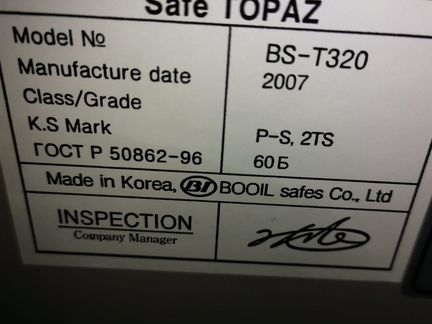 Safe TOPAZ
Model № BS-T320
Manufacture date 2007
Class/Grade
K.S Mark P-S, 2TS
ГОСТ Р 50862-96 60Б
Made in Korea, BI BOOIL safes Co., Ltd
INSPECTION
Company Manager